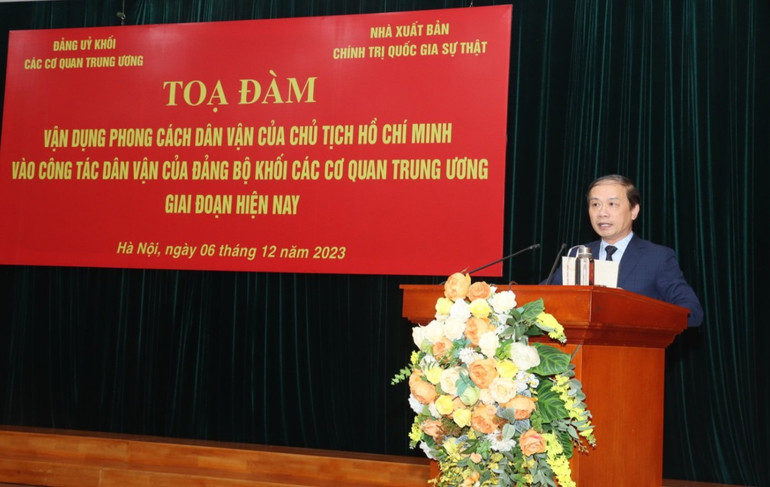 ĐẢNG UỶ KHỐI
CÁC CƠ QUAN TRUNG ƯƠNG
NHÀ XUẤT BẢN
CHÍNH TRỊ QUỐC GIA SỰ THẬT
TOẠ ĐÀM
VẬN DỤNG PHONG CÁCH DÂN VẬN CỦA CHỦ TỊCH HỒ CHÍ MINH
VÀO CÔNG TÁC DÂN VẬN CỦA ĐẢNG BỘ KHỐI CÁC CƠ QUAN TRUNG ƯƠNG
GIAI ĐOẠN HIỆN NAY
Hà Nội, ngày 06 tháng 12 năm 2023